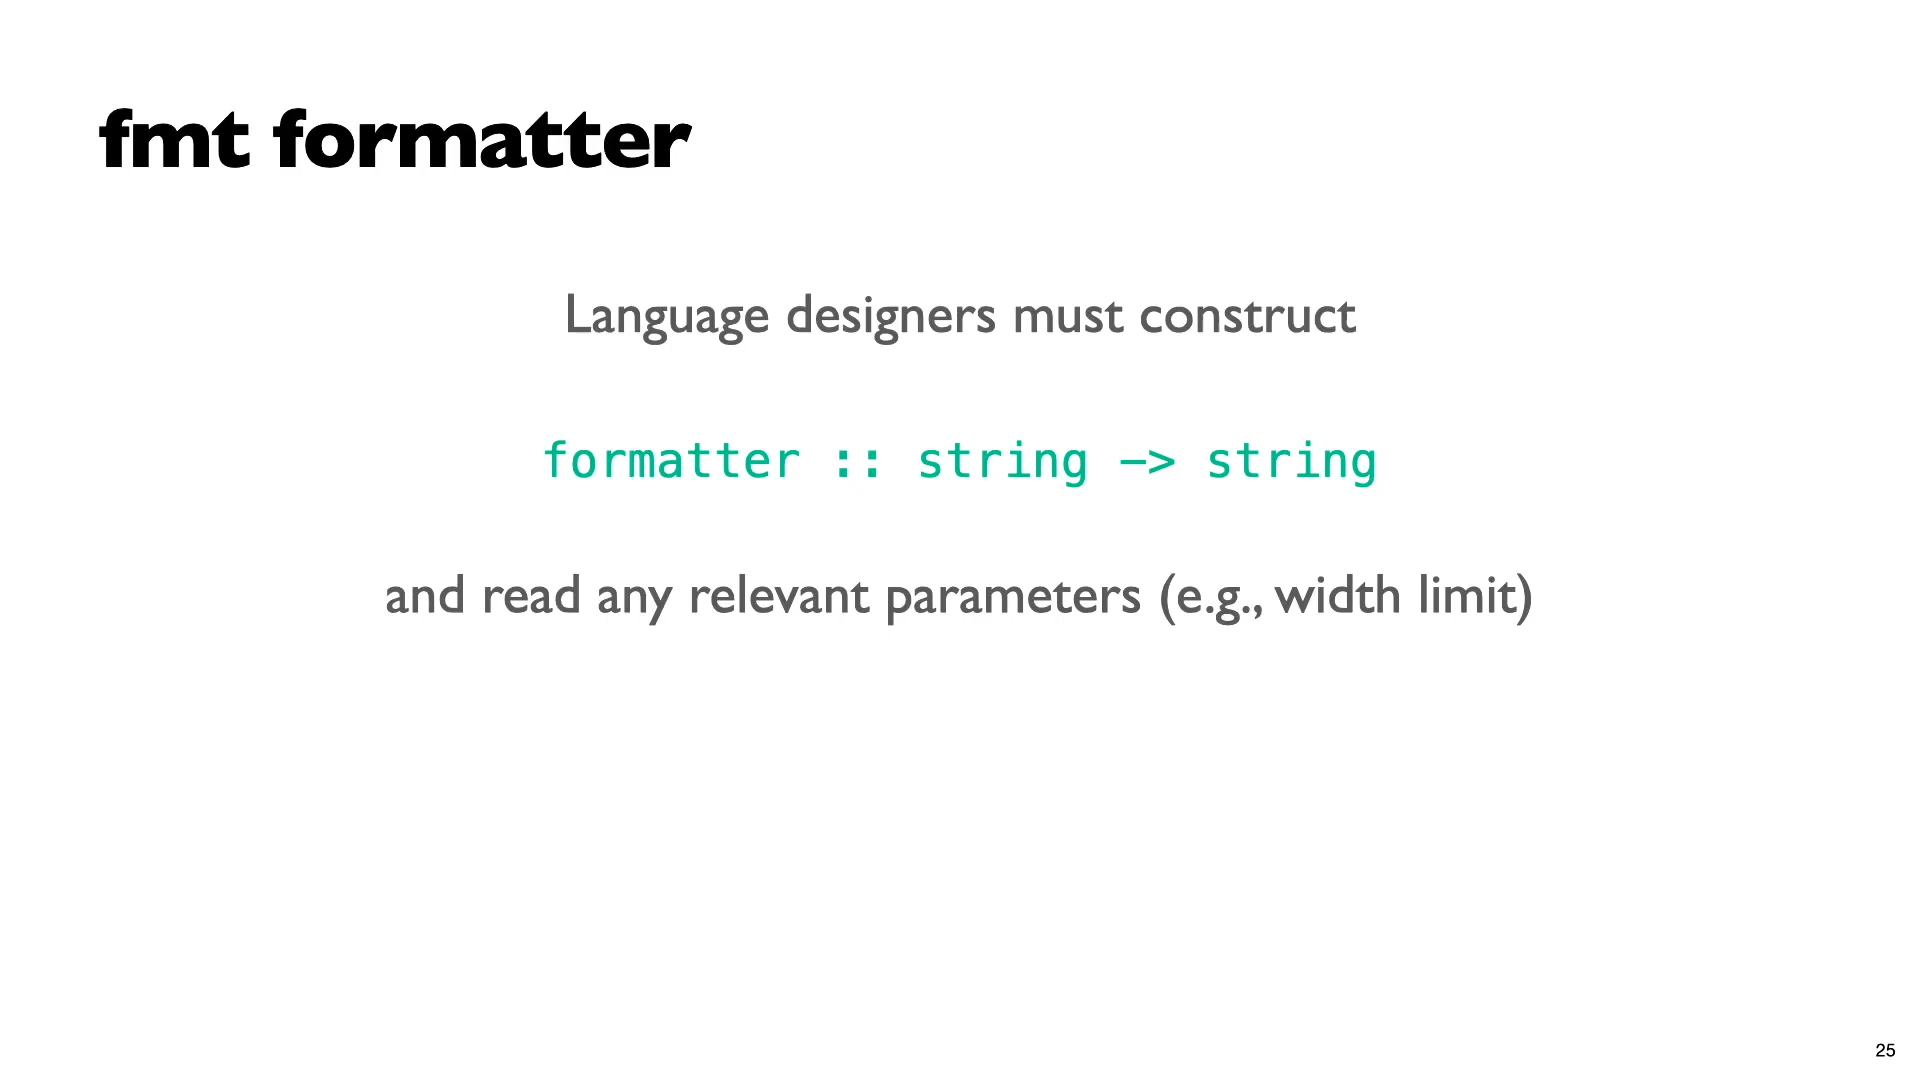 fmt formatter
Language designers must construct
formatter :: string -> string
and read any relevant parameters (e.g., width limit)
25